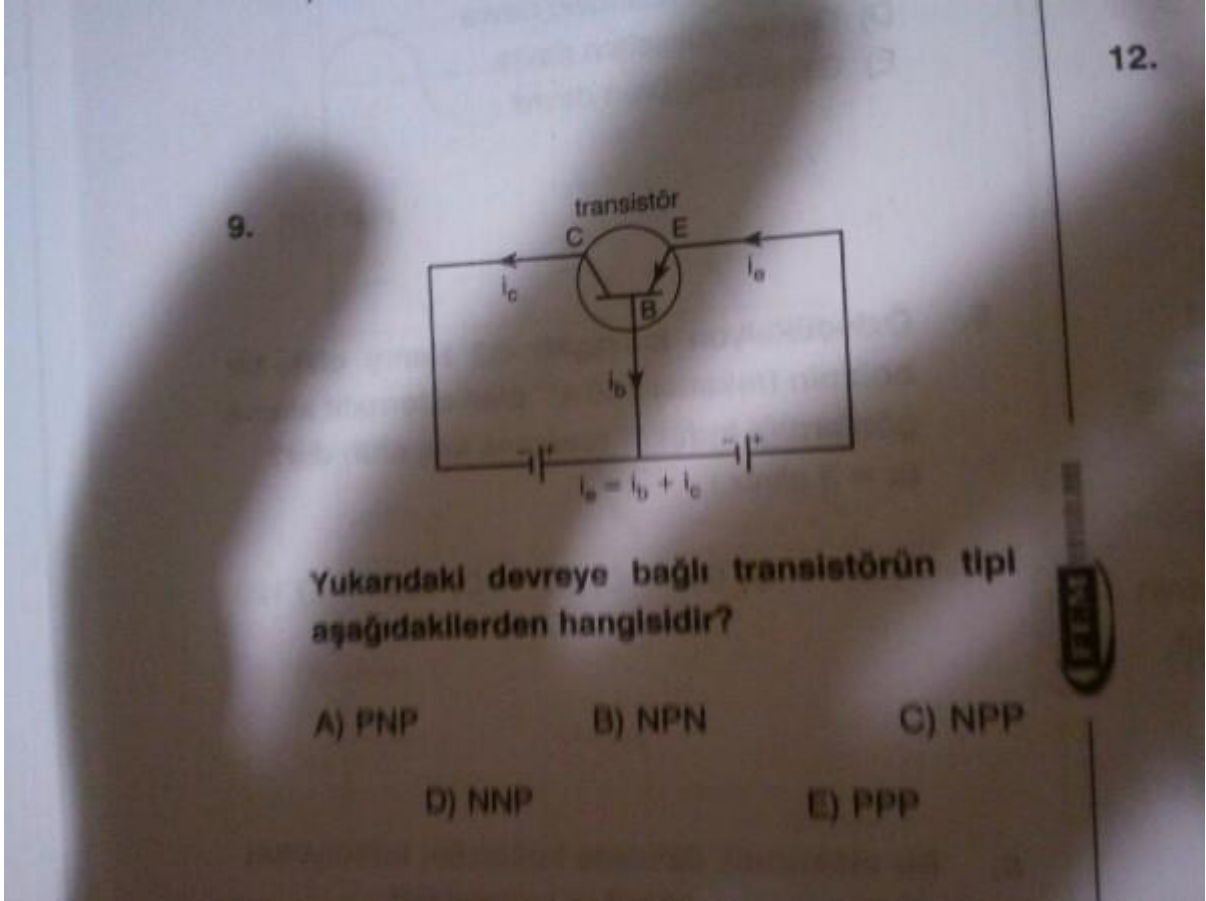 12.
9.
transistör
C E
ic ie
B
ib
- + - +
ie = ib + ic
Yukarıdaki devreye bağlı transistörün tipi
aşağıdakilerden hangisidir?
A) PNP B) NPN C) NPP
D) NNP E) PPP
FEM